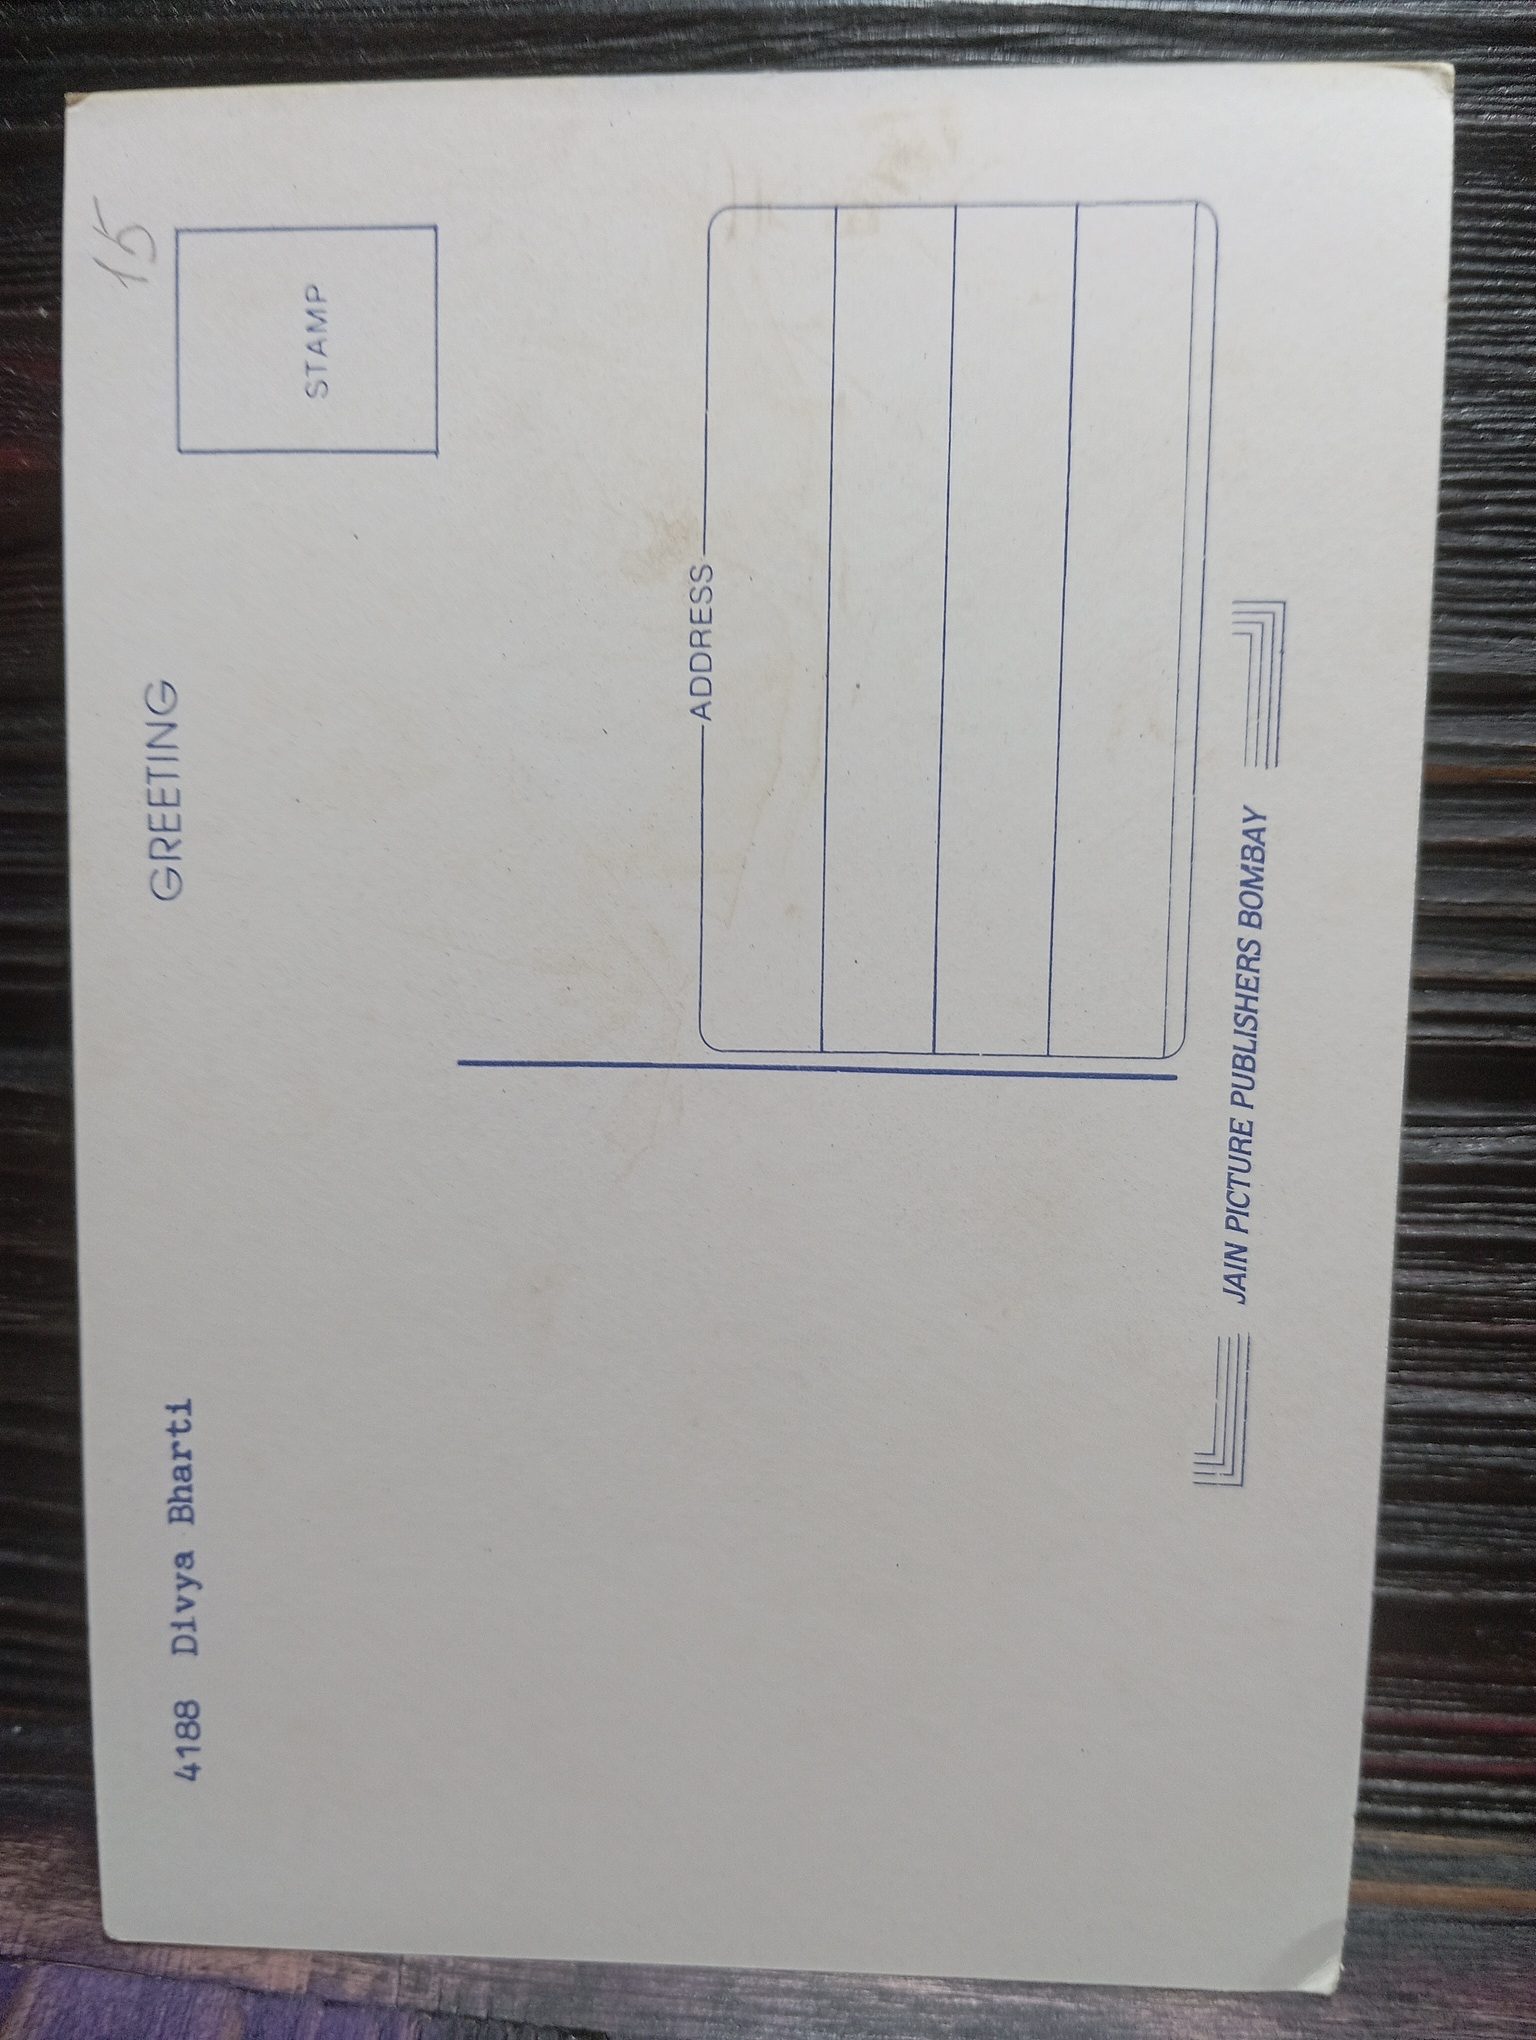 4188 Divya Bharti
GREETING
15
STAMP
ADDRESS
JAIN PICTURE PUBLISHERS BOMBAY